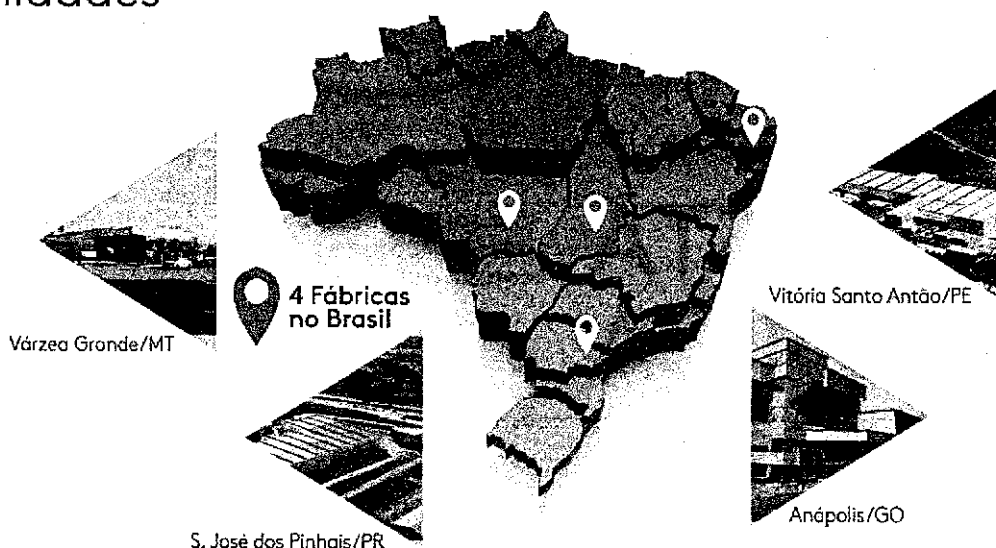 Várzea Grande/MT
4 Fábricas
no Brasil
Vitória Santo Antão/PE
S. José dos Pinhais/PR
Anápolis/GO